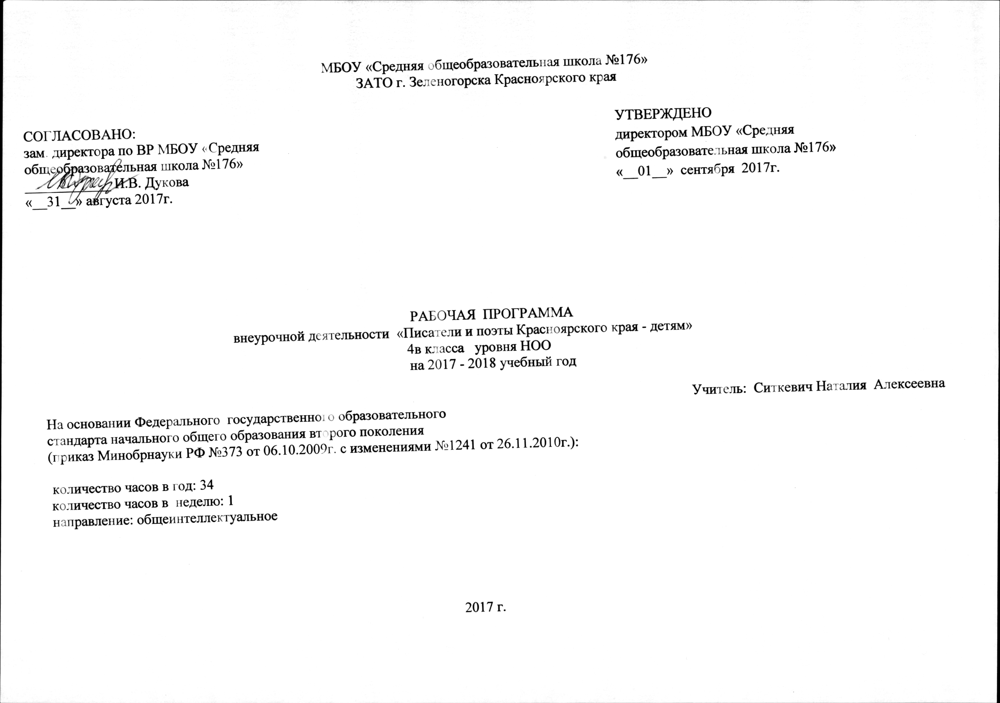 МБОУ «Средняя общеобразовательная школа №176»
ЗАТО г. Зеленогорска Красноярского края
СОГЛАСОВАНО:
зам. директора по ВР МБОУ «Средняя
общеобразовательная школа №176»
____________И.В. Дукова
«__31__» августа 2017г.
УТВЕРЖДЕНО
директором МБОУ «Средняя
общеобразовательная школа №176»
«__01__» сентября 2017г.
РАБОЧАЯ ПРОГРАММА
внеурочной деятельности «Писатели и поэты Красноярского края - детям»
4в класса уровня НОО
на 2017 - 2018 учебный год
Учитель: Ситкевич Наталия Алексеевна
На основании Федерального государственного образовательного
стандарта начального общего образования второго поколения
(приказ Минобрнауки РФ №373 от 06.10.2009г. с изменениями №1241 от 26.11.2010г.):
количество часов в год: 34
количество часов в неделю: 1
направление: общеинтеллектуальное
2017 г.